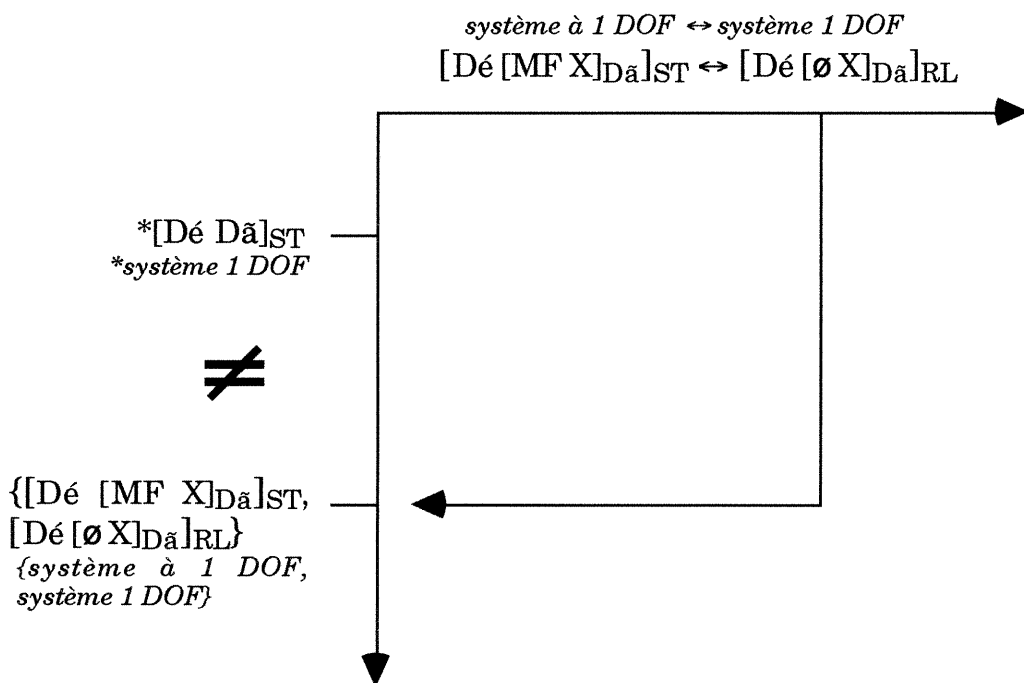 système à 1 DOF ↔ système 1 DOF
[Dé [MF X]Dã]ST ↔ [Dé [ø X]Dã]RL
*[Dé Dã]ST
*système 1 DOF
≠
{[Dé [MF X]Dã]ST,
[Dé [ø X]Dã]RL}
{système à 1 DOF,
système 1 DOF}